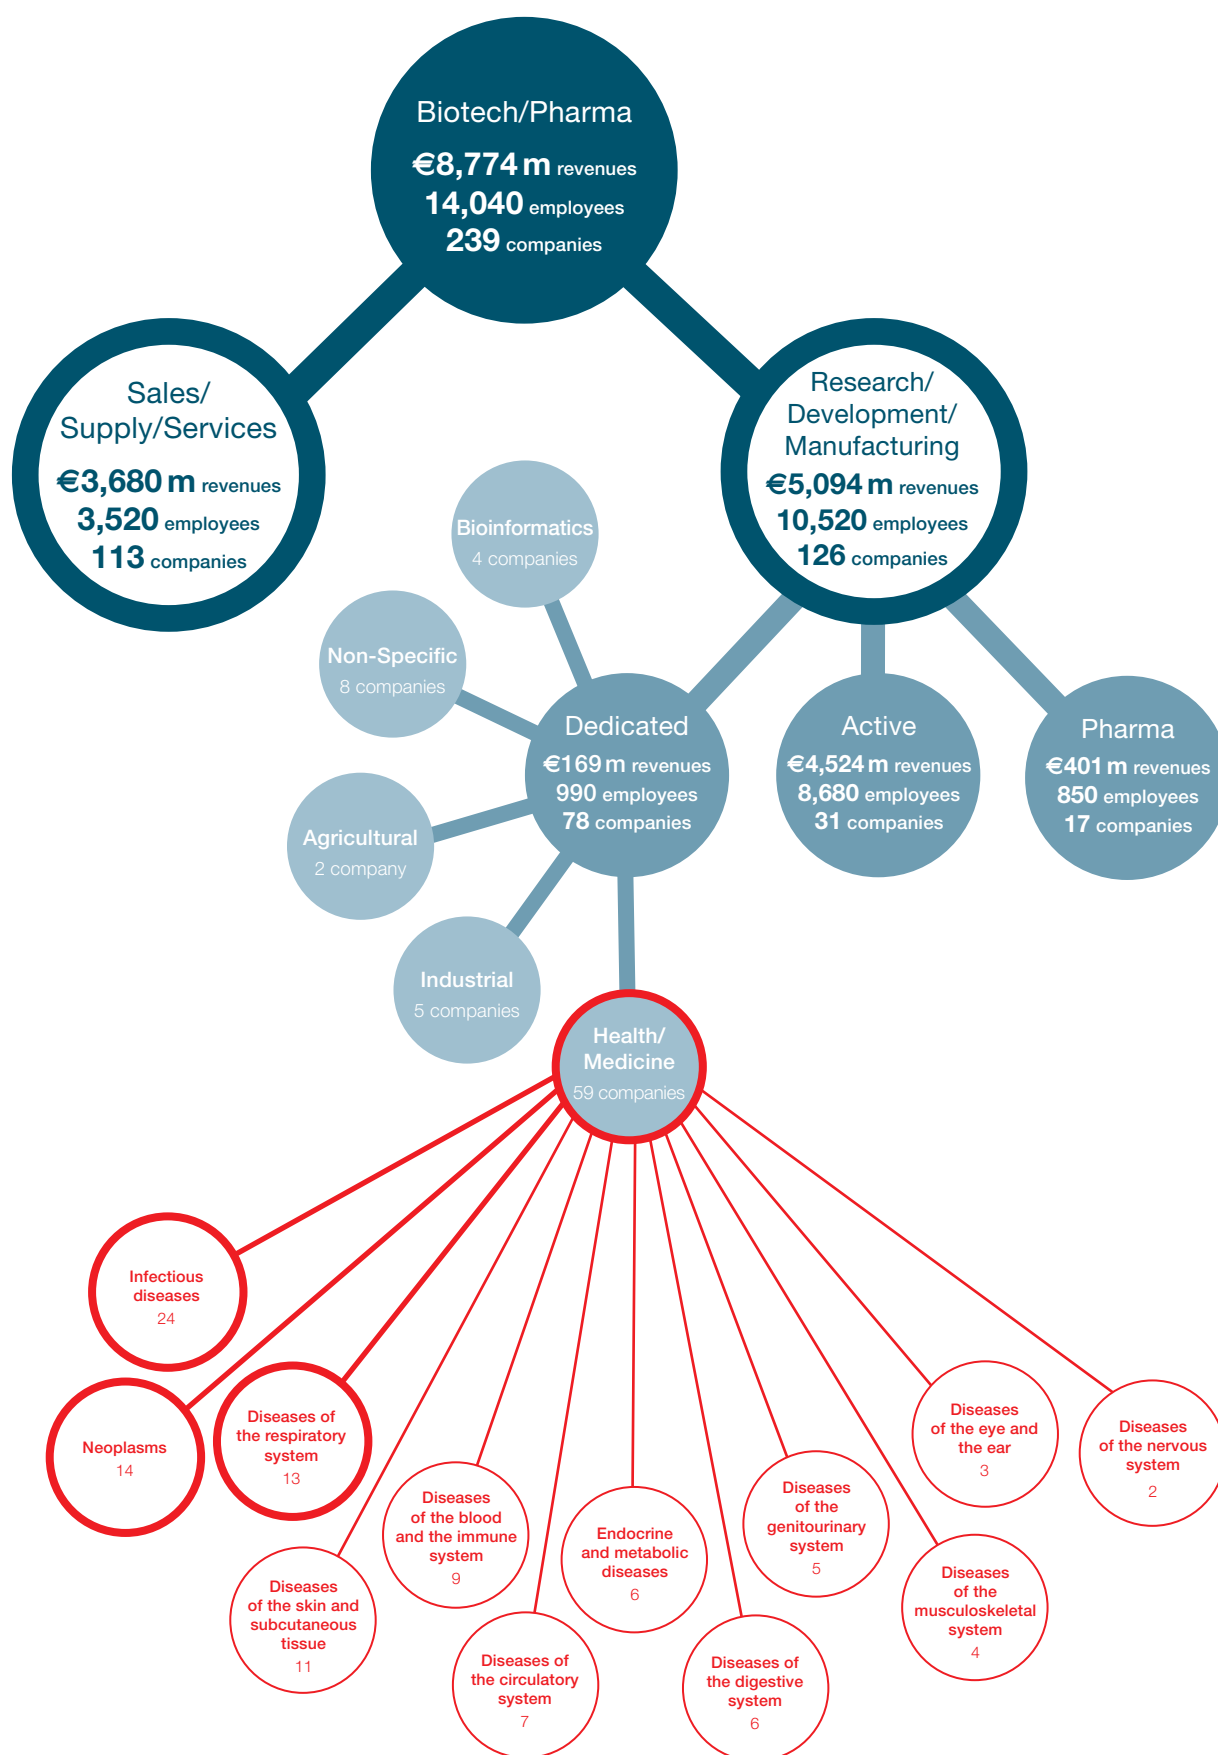 Biotech/Pharma
€8,774 m revenues
14,040 employees
239 companies
Sales/
Supply/Services
€3,680 m revenues
3,520 employees
113 companies
Research/
Development/
Manufacturing
€5,094 m revenues
10,520 employees
126 companies
Bioinformatics
4 companies
Non-Specific
8 companies
Agricultural
2 company
Industrial
5 companies
Dedicated
€169 m revenues
990 employees
78 companies
Active
€4,524 m revenues
8,680 employees
31 companies
Pharma
€401 m revenues
850 employees
17 companies
Health/
Medicine
59 companies
Infectious
diseases
24
Neoplasms
14
Diseases of
the respiratory
system
13
Diseases
of the skin and
subcutaneous
tissue
11
Diseases
of the blood
and the immune
system
9
Diseases of
the circulatory
system
7
Endocrine
and metabolic
diseases
6
Diseases of
the digestive
system
6
Diseases
of the
genitourinary
system
5
Diseases
of the
musculoskeletal
system
4
Diseases
of the eye and
the ear
3
Diseases
of the nervous
system
2